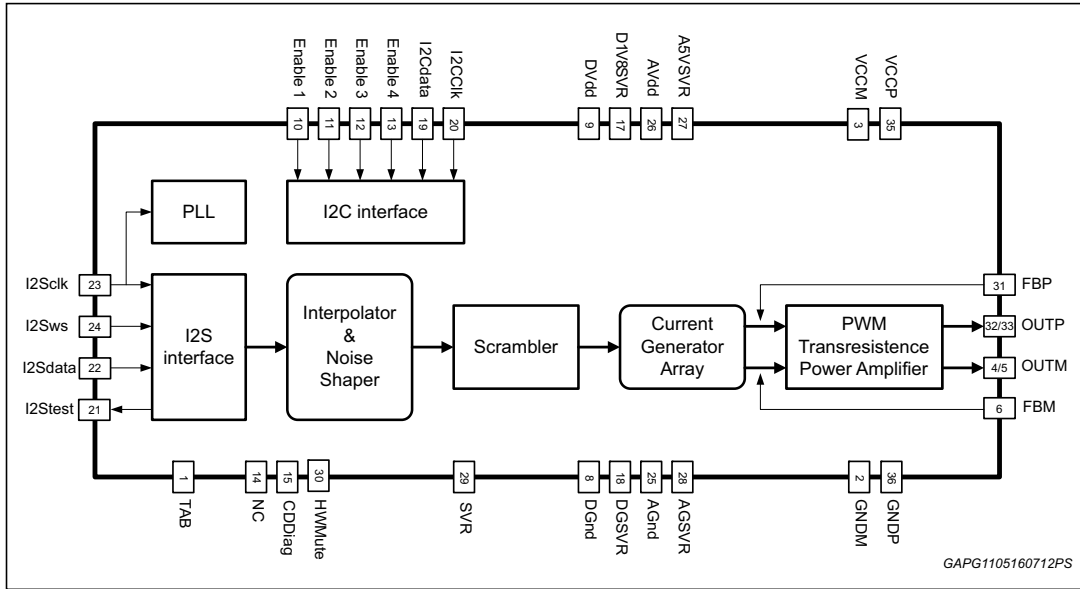 Enable 1
Enable 2
Enable 3
Enable 4
I2Cdata
I2CClk
DVdd
D1V8SVR
AVdd
A5VSVR
VCCM
VCCP
10
11
12
13
19
20
9
17
26
27
3
35
PLL
I2C interface
I2Sclk
23
I2Sws
24
I2Sdata
22
I2Stest
21
I2S
interface
Interpolator
&
Noise
Shaper
Scrambler
Current
Generator
Array
PWM
Transresistence
Power Amplifier
31
FBP
32/33
OUTP
4/5
OUTM
6
FBM
1
14
15
30
29
8
18
25
28
2
36
TAB
NC
CDDiag
HWMute
SVR
DGnd
DGSVR
AGnd
AGSVR
GNDM
GNDP
GAPG1105160712PS